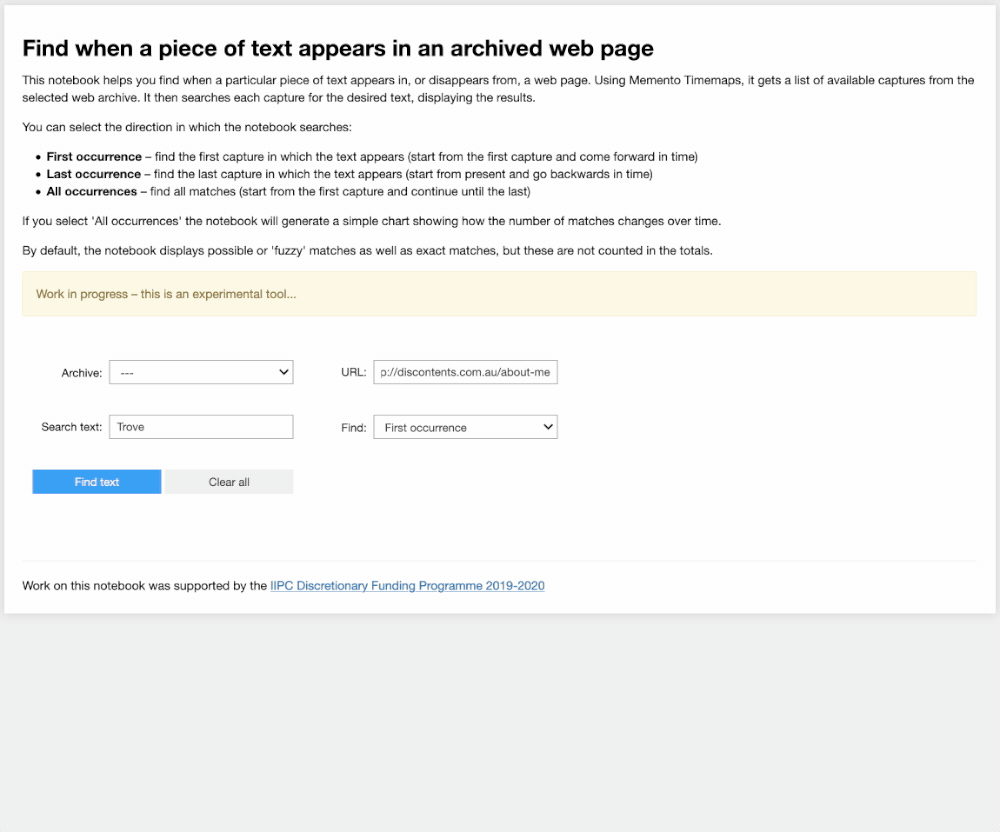 Find when a piece of text appears in an archived web page
This notebook helps you find when a particular piece of text appears in, or disappears from, a web page. Using Memento Timemaps, it gets a list of available captures from the
selected web archive. It then searches each capture for the desired text, displaying the results.
You can select the direction in which the notebook searches:
• First occurrence – find the first capture in which the text appears (start from the first capture and come forward in time)
• Last occurrence – find the last capture in which the text appears (start from present and go backwards in time)
• All occurrences – find all matches (start from the first capture and continue until the last)
If you select 'All occurrences' the notebook will generate a simple chart showing how the number of matches changes over time.
By default, the notebook displays possible or 'fuzzy' matches as well as exact matches, but these are not counted in the totals.
Work in progress – this is an experimental tool...
Archive: --- URL: p://discontents.com.au/about-me
Search text: Trove Find: First occurrence
Find text Clear all
Work on this notebook was supported by the IIPC Discretionary Funding Programme 2019-2020